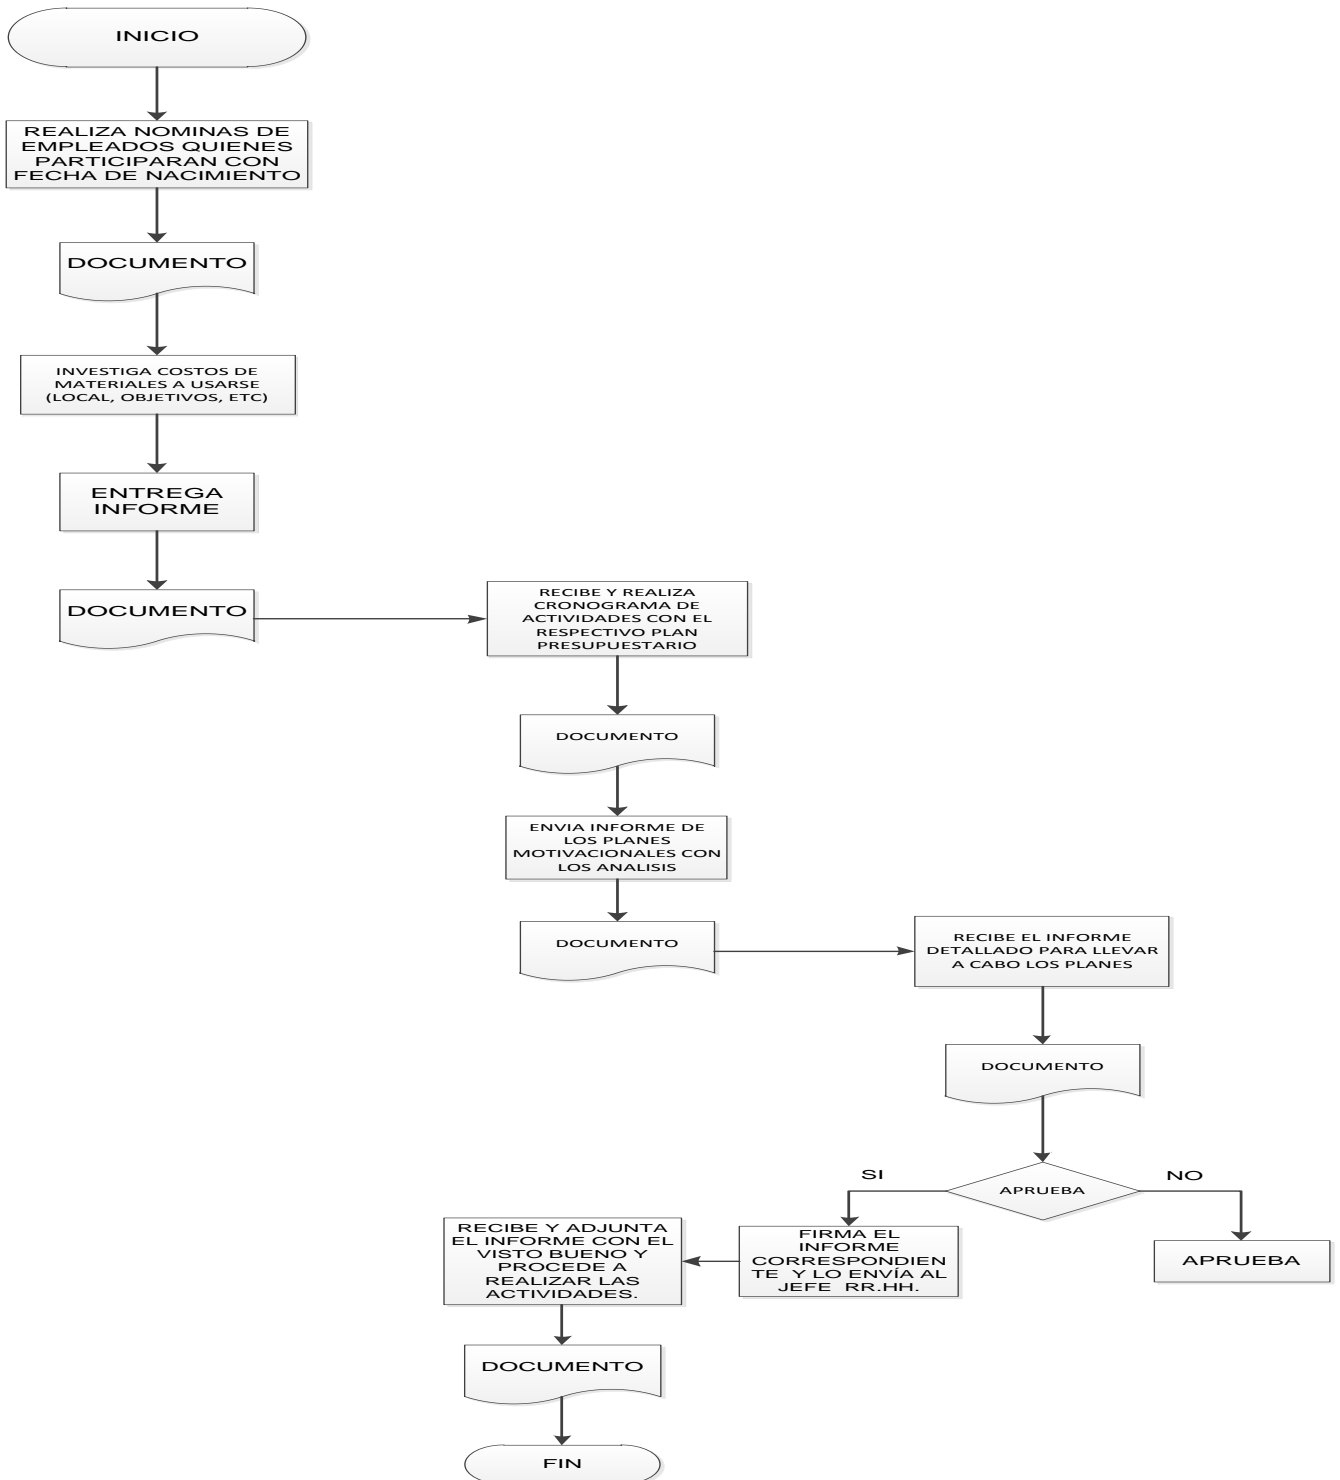 INICIO
REALIZA NOMINAS DE
EMPLEADOS QUIENES
PARTICIPARAN CON
FECHA DE NACIMIENTO
DOCUMENTO
INVESTIGA COSTOS DE
MATERIALES A USARSE
(LOCAL, OBJETIVOS, ETC)
ENTREGA
INFORME
DOCUMENTO
RECIBE Y REALIZA
CRONOGRAMA DE
ACTIVIDADES CON EL
RESPECTIVO PLAN
PRESUPUESTARIO
DOCUMENTO
ENVIA INFORME DE
LOS PLANES
MOTIVACIONALES CON
LOS ANALISIS
DOCUMENTO
RECIBE EL INFORME
DETALLADO PARA LLEVAR
A CABO LOS PLANES
DOCUMENTO
APRUEBA
SI
NO
FIRMA EL
INFORME
CORRESPONDIEN
TE Y LO ENVÍA AL
JEFE RR.HH.
APRUEBA
RECIBE Y ADJUNTA
EL INFORME CON EL
VISTO BUENO Y
PROCEDE A
REALIZAR LAS
ACTIVIDADES.
DOCUMENTO
FIN